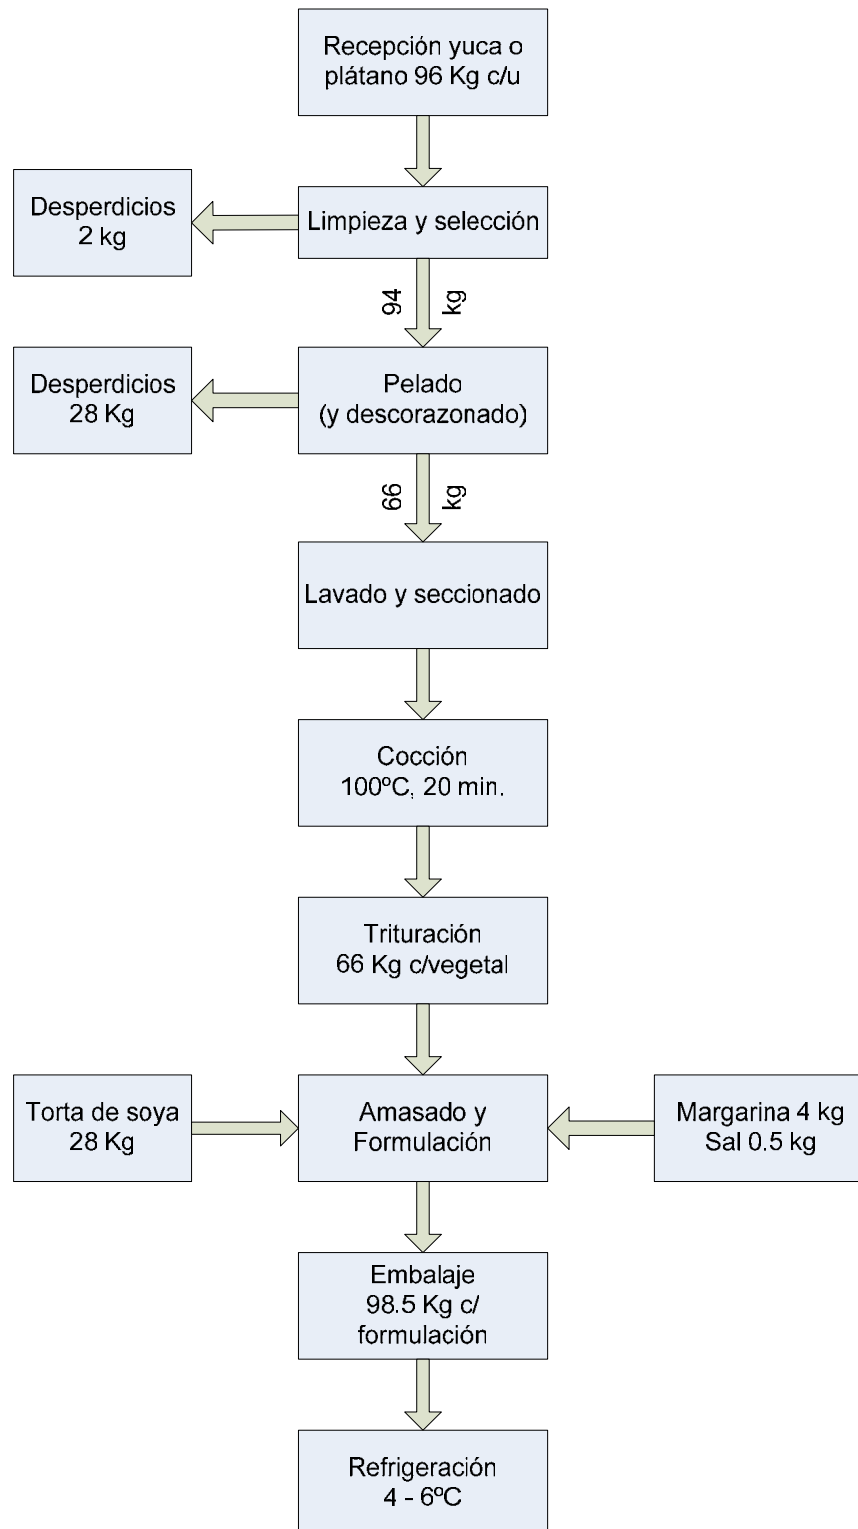 Recepción yuca o
plátano 96 Kg c/u
Desperdicios
2 kg
Limpieza y selección
94 kg
Desperdicios
28 Kg
Pelado
(y descorazonado)
66 kg
Lavado y seccionado
Cocción
100ºC, 20 min.
Trituración
66 Kg c/vegetal
Torta de soya
28 Kg
Amasado y
Formulación
Margarina 4 kg
Sal 0.5 kg
Embalaje
98.5 Kg c/
formulación
Refrigeración
4 - 6ºC